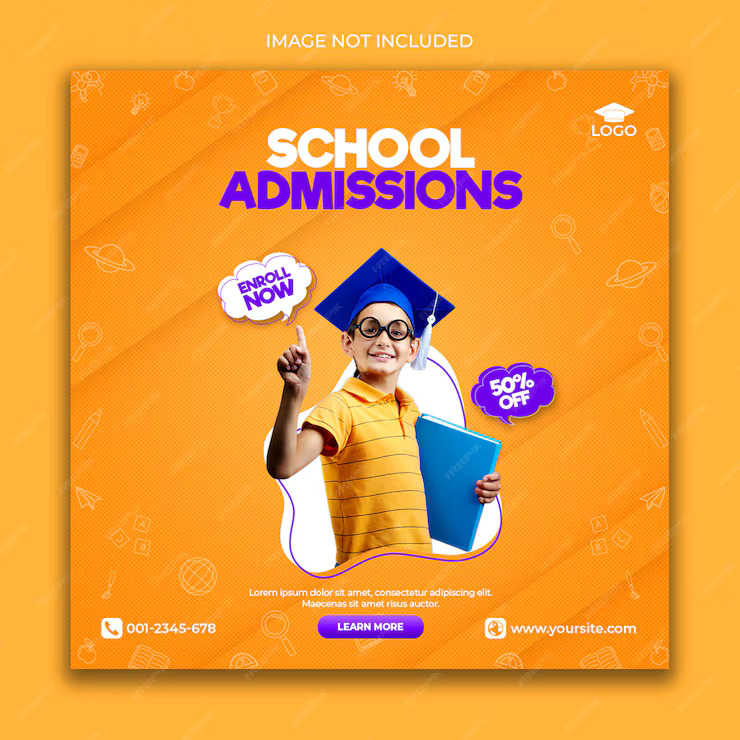 IMAGE NOT INCLUDED
LOGO
SCHOOL
ADMISSIONS
ENROLL
NOW
50%
OFF
Lorem ipsum dolor sit amet, consectetur adipiscing elit.
Maecenas sit amet risus auctor.
001-2345-678
LEARN MORE
www.yoursite.com